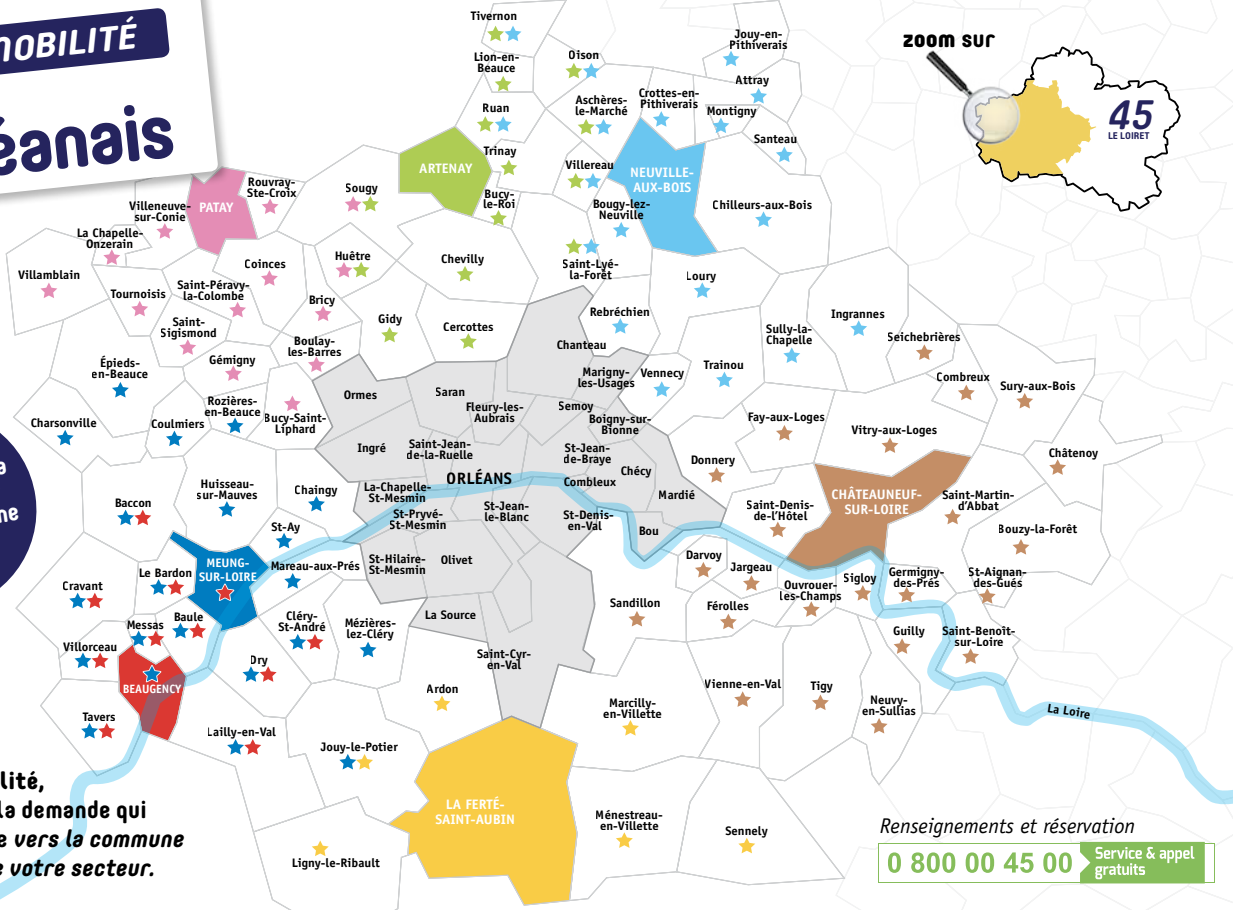 MOBILITÉ
éanais
zoom sur
45
LE LOIRET
Tivernon
Lion-en-
Beauce
Oison
Jouy-en-
Pithiverais
Attray
Ruan
Aschères-
le-Marché
Crottes-en-
Pithiverais
Montigny
Santeau
ARTENAY
Trinay
Villereau
NEUVILLE-
AUX-BOIS
Bucy-
le-Roi
Bougy-lez-
Neuville
Chilleurs-aux-Bois
PATAY
Rouvray-
Ste-Croix
Sougy
Villeneuve-
sur-Conie
La Chapelle-
Onzerain
Villamblain
Tournoisis
Coinces
Huêtre
Chevilly
Saint-Lyé-
la-Forêt
Loury
Saint-Péravy-
la-Colombe
Bricy
Gidy
Cercottes
Rebréchien
Ingrannes
Saint-
Sigismond
Boulay-
les-Barres
Chanteau
Sully-la-
Chapelle
Seichebrières
Épieds-
en-Beauce
Gémigny
Marigny-
les-Usages
Vennecy
Trainou
Combreux
Sury-aux-Bois
Charsonville
Coulmiers
Rozières-
en-Beauce
Bucy-Saint-
Liphard
Ormes
Saran
Fleury-les-
Aubrais
Semoy
Boigny-sur-
Bionne
Fay-aux-Loges
Vitry-aux-Loges
Ingré
Saint-Jean-
de-la-Ruelle
St-Jean-
de-Braye
Chécy
Donnery
Châtenoy
ORLÉANS
Combleux
Mardié
a
ne
Baccon
Huisseau-
sur-Mauves
Chaingy
La-Chapelle-
St-Mesmin
St-Pryvé-
St-Mesmin
St-Jean-
le-Blanc
St-Denis-
en-Val
Bou
Saint-Denis-
de-l'Hôtel
CHÂTEAUNEUF-
SUR-LOIRE
Saint-Martin-
d'Abbat
Bouzy-la-Forêt
St-Ay
Le Bardon
MEUNG-
SUR-LOIRE
Mareau-aux-Prés
St-Hilaire-
St-Mesmin
Olivet
Darvoy
Jargeau
Ouvrouer-
les-Champs
Sigloy
Germigny-
des-Prés
St-Aignan-
des-Gués
Cravant
Messas
Baule
Cléry-
St-André
Mézières-
lez-Cléry
La Source
Sandillon
Férolles
Guilly
Saint-Benoît-
sur-Loire
Villorceau
Dry
Saint-Cyr-
en-Val
BEAUGENCY
Ardon
Marcilly-
en-Villette
Vienne-en-Val
Tigy
Neuvy-
en-Sullias
La Loire
Tavers
Lailly-en-Val
Jouy-le-Potier
LA FERTÉ-
SAINT-AUBIN
Ménestreau-
en-Villette
Sennely
Ligny-le-Ribault
lité,
la demande qui
e vers la commune
e votre secteur.
Renseignements et réservation
0 800 00 45 00
Service & appel
gratuits